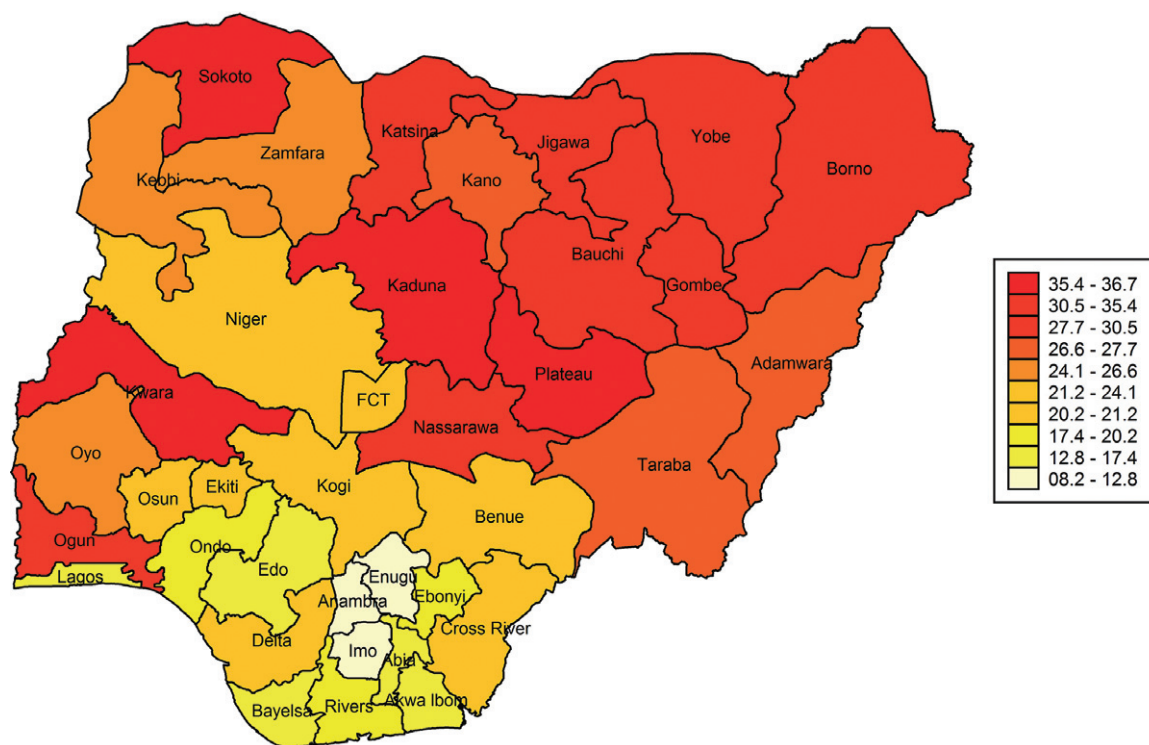 Sokoto
Katsina
Jigawa
Yobe
Borno
Zamfara
Kebbi
Kano
Bauchi
Gombe
Kaduna
Niger
Adamwara
Plateau
Kwara
FCT
Nassarawa
Taraba
Oyo
Osun
Ekiti
Kogi
Benue
Ogun
Ondo
Edo
Lagos
Enugu
Anambra
Ebonyi
Cross River
Delta
Imo
Abia
Bayelsa
Rivers
Akwa Ibom
35.4 - 36.7
30.5 - 35.4
27.7 - 30.5
26.6 - 27.7
24.1 - 26.6
21.2 - 24.1
20.2 - 21.2
17.4 - 20.2
12.8 - 17.4
08.2 - 12.8